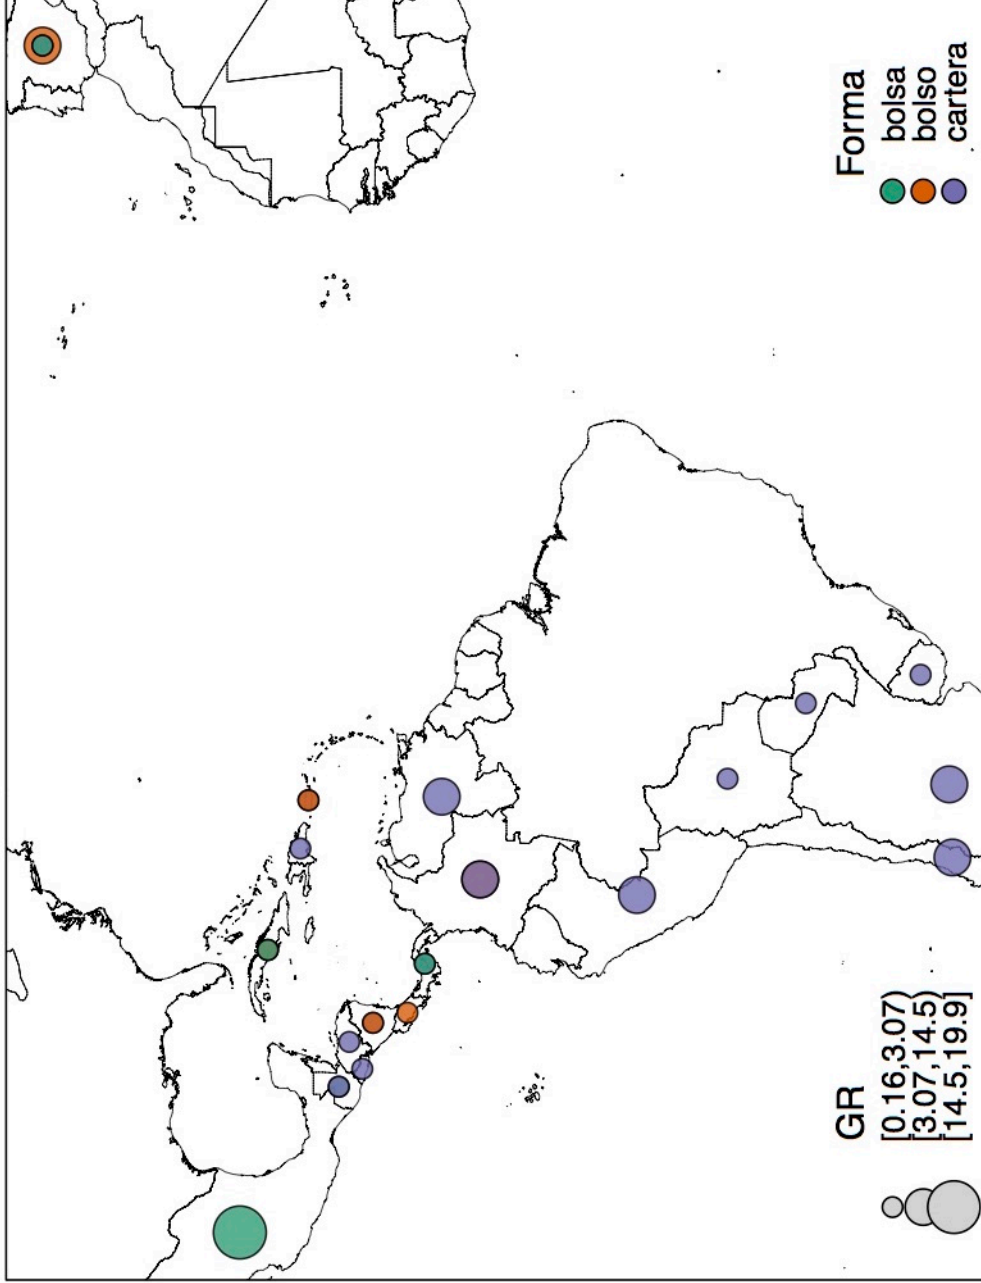 GR
[0.16,3.07)
[3.07,14.5)
[14.5,19.9]
Forma
bolsa
bolso
cartera